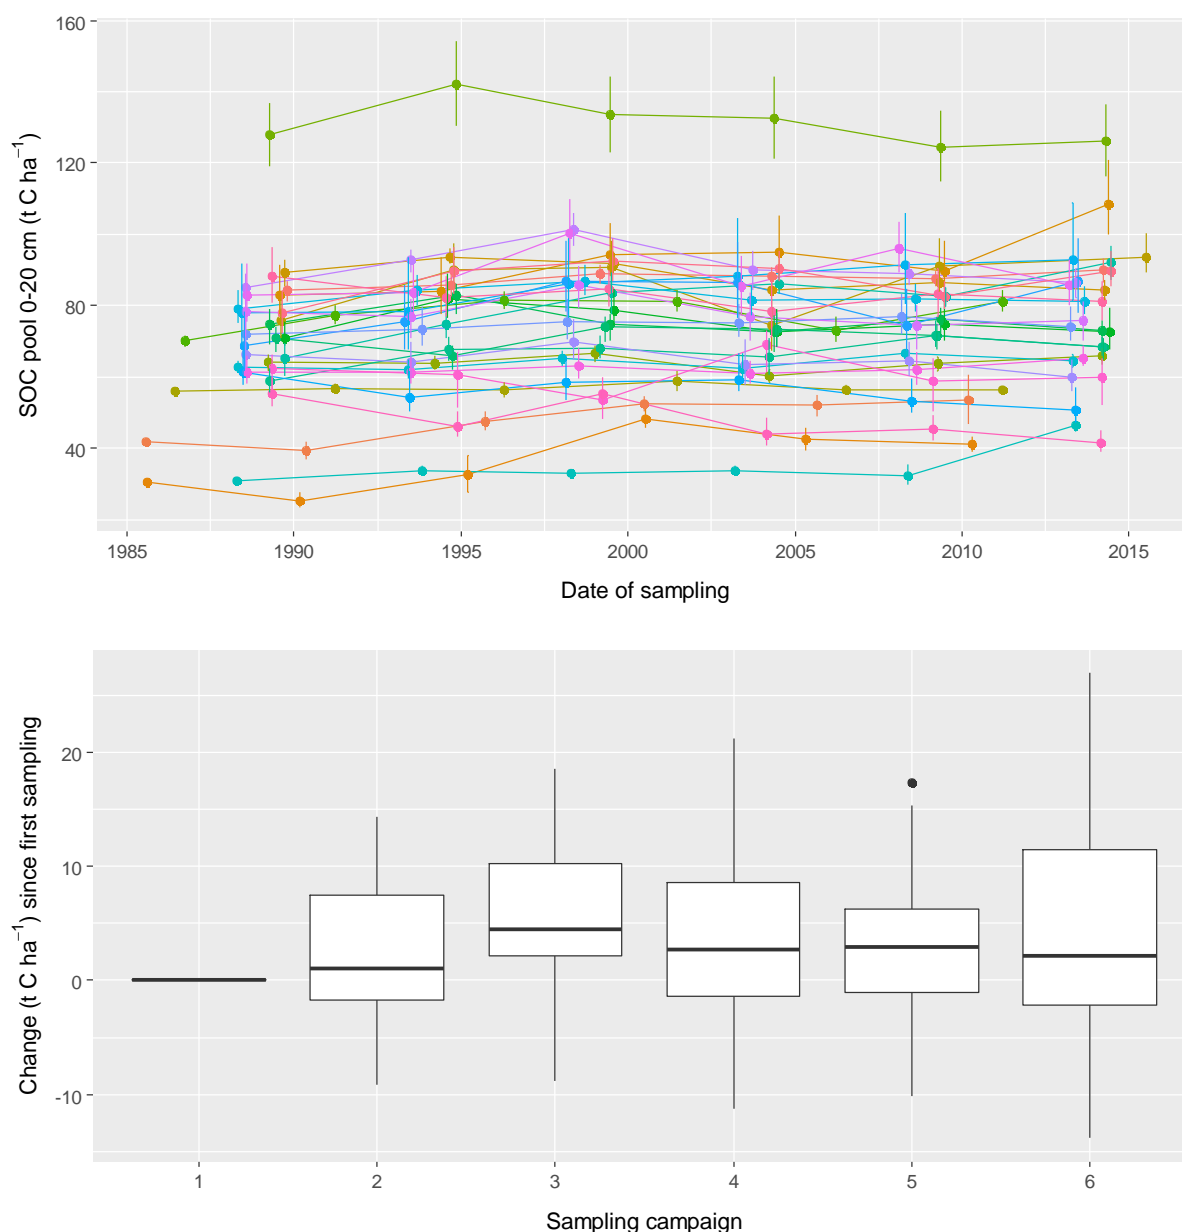 160
120
80
40
SOC pool 0-20 cm (t C ha⁻¹)
1985 1990 1995 2000 2005 2010 2015
Date of sampling
20
10
0
-10
Change (t C ha⁻¹) since first sampling
1 2 3 4 5 6
Sampling campaign